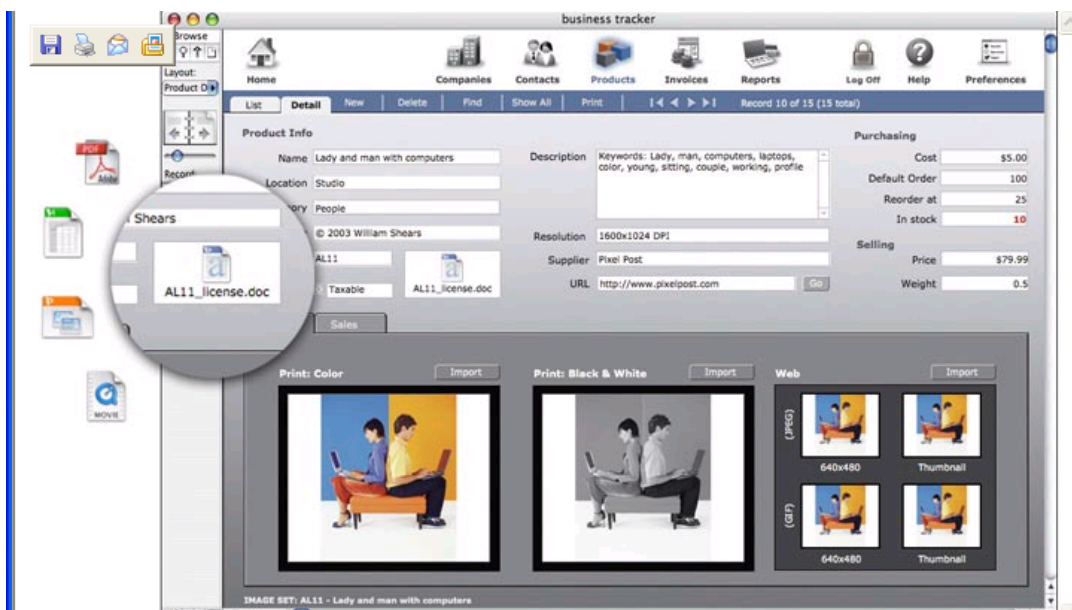 business tracker
Browse
Layout:
Product D
Record
Home
Companies
Contacts
Products
Invoices
Reports
Log Off
Help
Preferences
List
Detail
New
Delete
Find
Show All
Print
Record 10 of 15 (15 total)
Product Info
Name
Lady and man with computers
Location
Studio
People
© 2003 William Shears
AL11
Taxable
AL11_license.doc
Description
Keywords: Lady, man, computers, laptops,
color, young, sitting, couple, working, profile
Resolution
1600x1024 DPI
Supplier
Pixel Post
URL
http://www.pixelpost.com
Go
Purchasing
Cost
$5.00
Default Order
100
Reorder at
25
In stock
10
Selling
Price
$79.99
Weight
0.5
PDF
Adobe
MOVIE
Shears
AL11_license.doc
Sales
Print: Color
Import
Print: Black & White
Import
Web
Import
(JPEG)
640x480
Thumbnail
(GIF)
640x480
Thumbnail
IMAGE SET: AL11 - Lady and man with computers